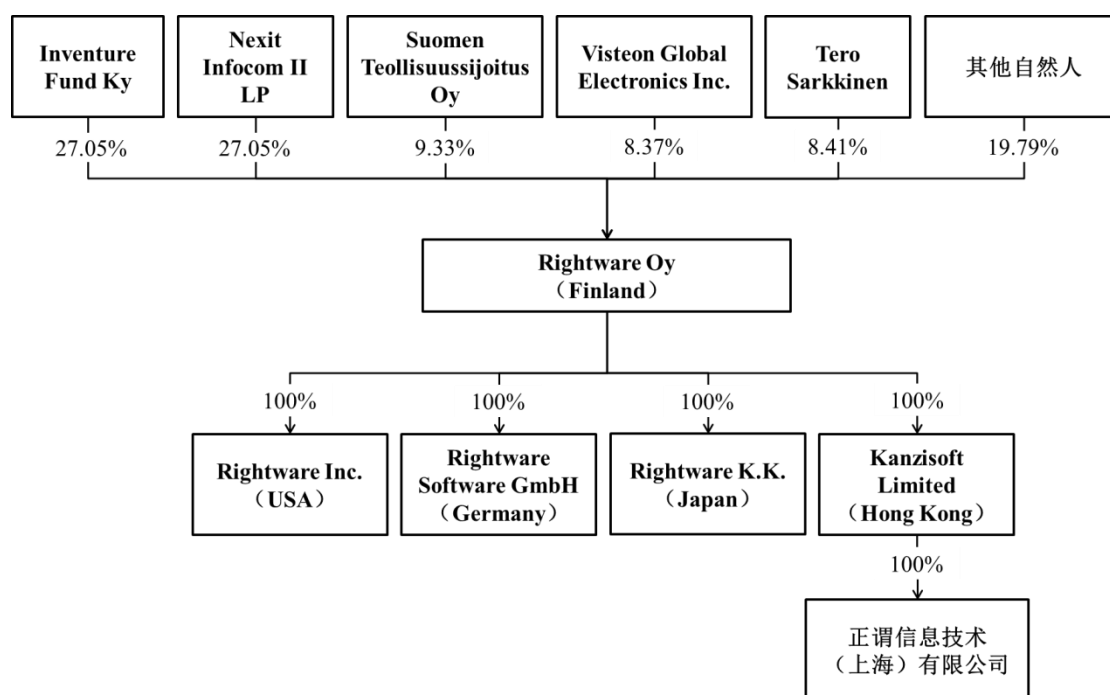 Inventure
Fund Ky
Nexit
Infocom II
LP
Suomen
Teollisuussijoitus
Oy
Visteon Global
Electronics Inc.
Tero
Sarkkinen
其他自然人
27.05%
27.05%
9.33%
8.37%
8.41%
19.79%
Rightware Oy
（Finland）
100%
100%
100%
100%
Rightware Inc.
（USA）
Rightware
Software GmbH
（Germany）
Rightware K.K.
（Japan）
Kanzisoft
Limited
（Hong Kong）
100%
正谓信息技术
（上海）有限公司